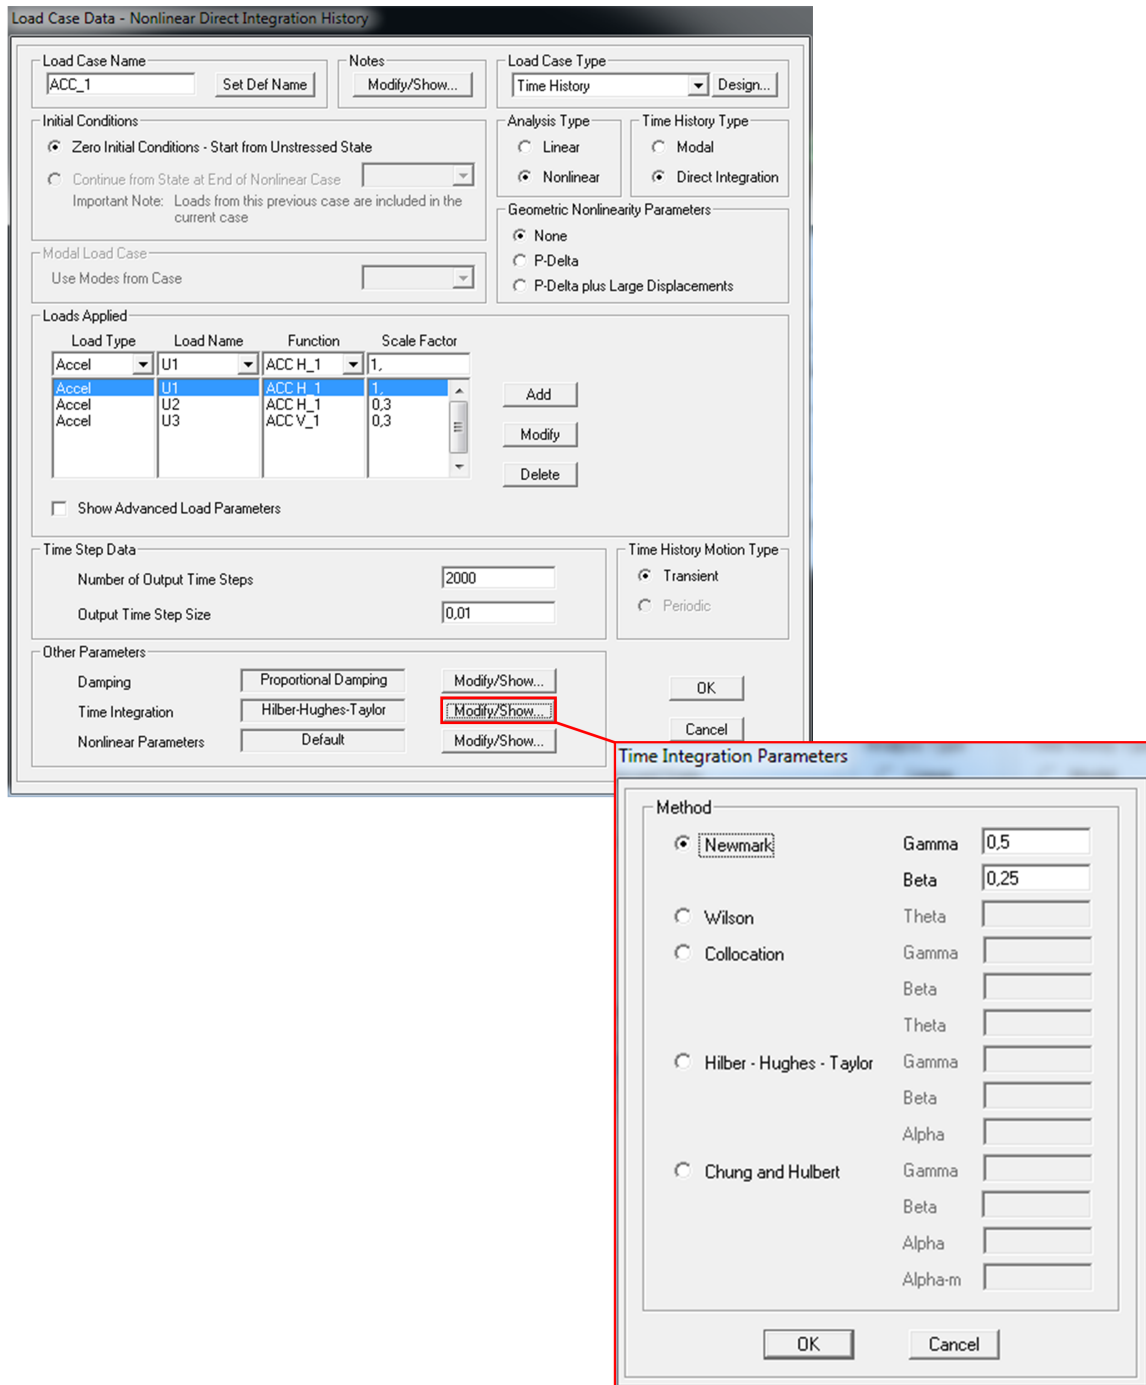 Load Case Data - Nonlinear Direct Integration History
Load Case Name
ACC_1
Set Def Name
Notes
Modify/Show...
Load Case Type
Time History
Design...
Initial Conditions
Zero Initial Conditions - Start from Unstressed State
Continue from State at End of Nonlinear Case
Important Note: Loads from this previous case are included in the
current case
Analysis Type
Linear
Nonlinear
Time History Type
Modal
Direct Integration
Geometric Nonlinearity Parameters
None
P-Delta
P-Delta plus Large Displacements
Modal Load Case
Use Modes from Case
Loads Applied
Load Type Load Name Function Scale Factor
Accel U1 ACC H_1 1,
Accel U1 ACC H_1 1,
Accel U2 ACC H_1 0,3
Accel U3 ACC V_1 0,3
Add
Modify
Delete
Show Advanced Load Parameters
Time Step Data
Number of Output Time Steps 2000
Output Time Step Size 0,01
Time History Motion Type
Transient
Periodic
Other Parameters
Damping Proportional Damping Modify/Show...
Time Integration Hilber-Hughes-Taylor Modify/Show...
Nonlinear Parameters Default Modify/Show...
OK
Cancel
Time Integration Parameters
Method
Newmark Gamma 0,5
Beta 0,25
Wilson Theta
Collocation Gamma
Beta
Theta
Hilber - Hughes - Taylor Gamma
Beta
Alpha
Chung and Hulbert Gamma
Beta
Alpha
Alpha-m
OK Cancel